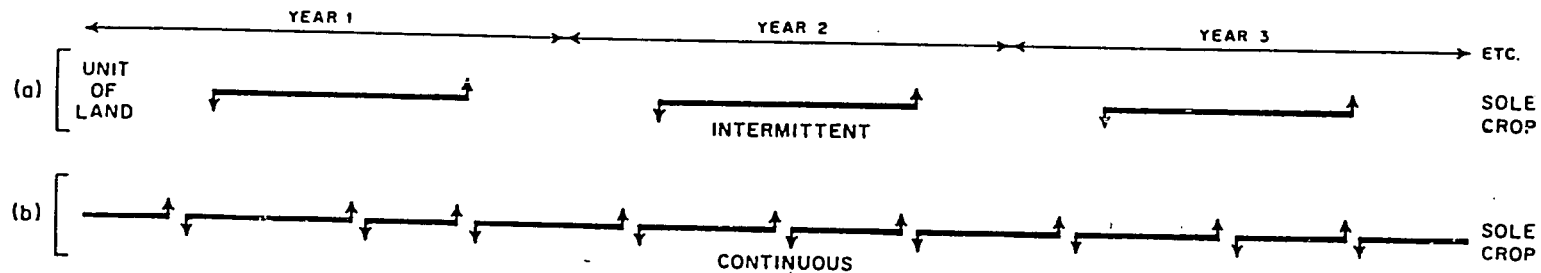 YEAR 1
YEAR 2
YEAR 3
ETC.
(a)
UNIT
OF
LAND
INTERMITTENT
SOLE
CROP
(b)
CONTINUOUS
SOLE
CROP